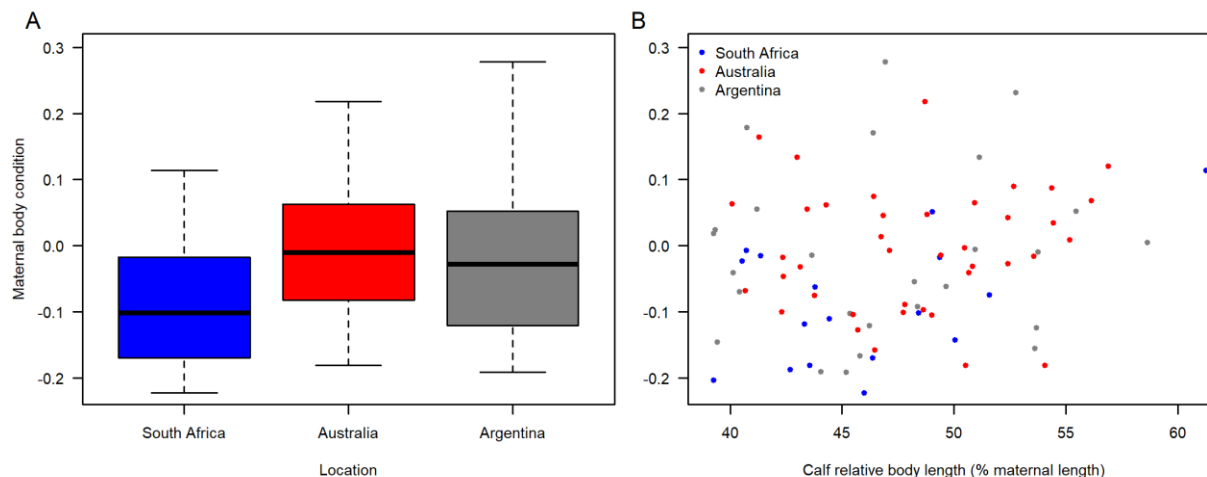 A
0.3
0.2
0.1
0.0
-0.1
-0.2
Maternal body condition
South Africa
Australia
Argentina
Location
B
0.3
0.2
0.1
0.0
-0.1
-0.2
South Africa
Australia
Argentina
40
45
50
55
60
Calf relative body length (% maternal length)